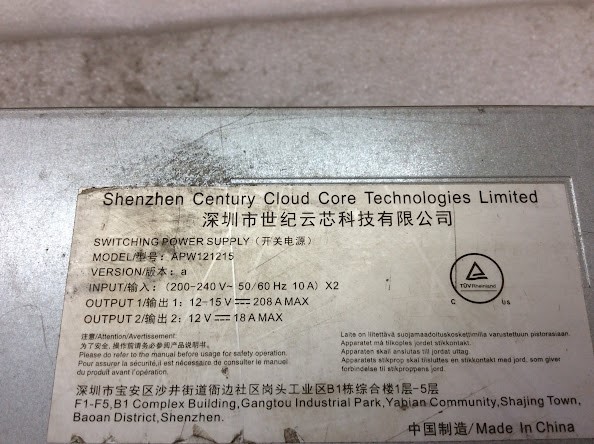 Shenzhen Century Cloud Core Technologies Limited
深圳市世纪云芯科技有限公司
SWITCHING POWER SUPPLY（开关电源）
MODEL/型号: APW121215
VERSION/版本: a
INPUT/输入: （200-240V~ 50/60 Hz 10A）X2
OUTPUT 1/输出 1: 12-15 V⎓208A MAX
OUTPUT 2/输出 2: 12 V⎓18A MAX
TÜVRheinland
C US
注意/Attention/Avertissement:
为了安全, 操作前请务必阅读说明书。
Please do refer to the manual before usage for safety operation.
Pour assurer la sécurité,il est nécessaire de consulter le manuel
du produit avant l'opération.
Laite on liitettävä suojamaadoituskoskettimilla varustettuun pistorasiaan.
Apparatet må tilkoples jordet stikkontakt.
Apparaten skall anslutas till jordat uttag.
Apparatets stikprop skal tilsluttes en stikkontakt med jord, som giver
forbindelse til stikproppens jord.
深圳市宝安区沙井街道衙边社区岗头工业区B1栋综合楼1层-5层
F1-F5,B1 Complex Building,Gangtou Industrial Park,Yabian Community,Shajing Town,
Baoan District,Shenzhen.
中国制造/Made In China